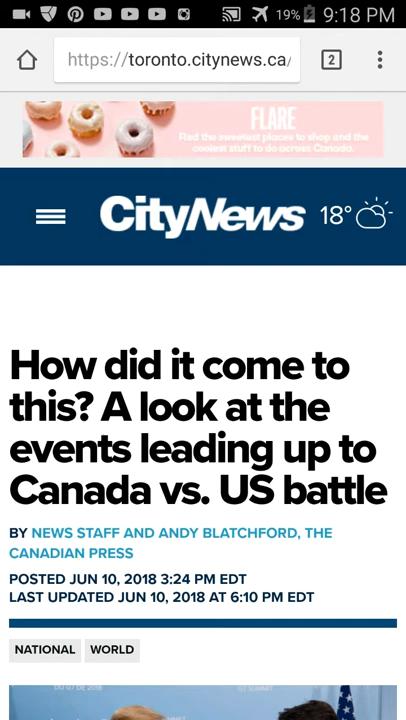 19% 9:18 PM
https://toronto.citynews.ca/
2
FLARE
Find the sweetest places to shop and the
coolest stuff to do across Canada.
CityNews
18°
How did it come to
this? A look at the
events leading up to
Canada vs. US battle
BY NEWS STAFF AND ANDY BLATCHFORD, THE
CANADIAN PRESS
POSTED JUN 10, 2018 3:24 PM EDT
LAST UPDATED JUN 10, 2018 AT 6:10 PM EDT
NATIONAL WORLD